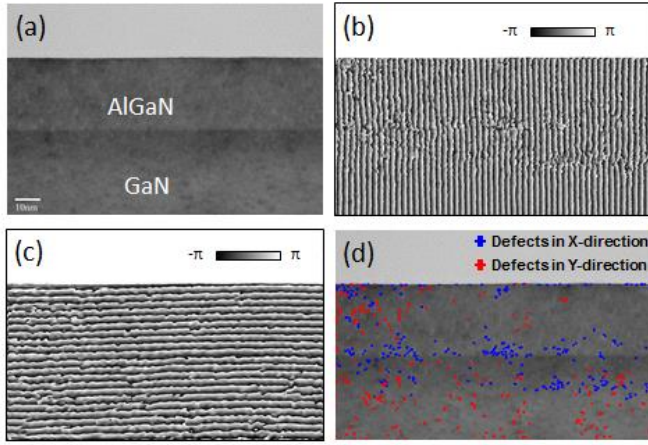 (a)
AlGaN
GaN
10nm
(b)
-π π
(c)
-π π
(d)
Defects in X-direction
Defects in Y-direction